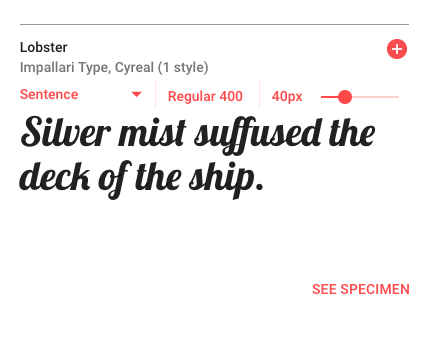 Lobster
Impallari Type, Cyreal (1 style)
Sentence Regular 400 40px
Silver mist suffused the
deck of the ship.
SEE SPECIMEN